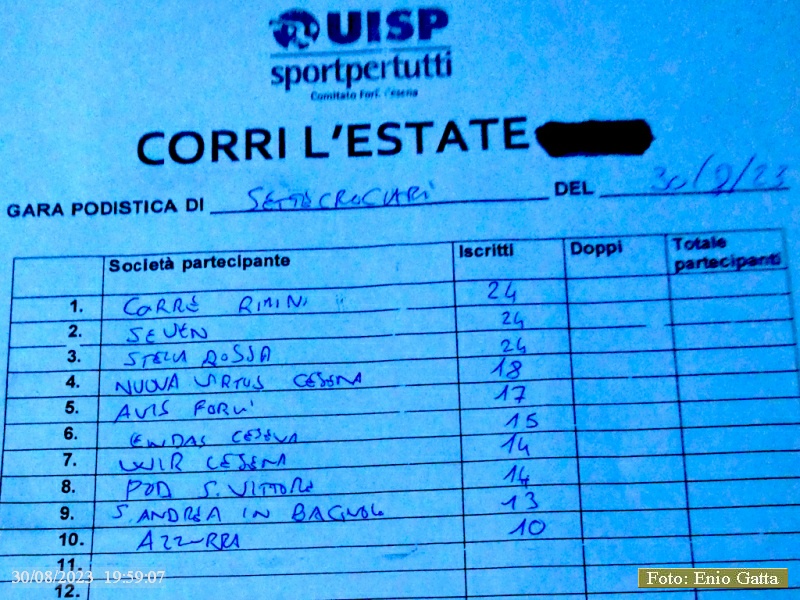 UISP
sportpertutti
Comitato Forlì Cesena
CORRI L'ESTATE
GARA PODISTICA DI SETTECROCIARI DEL 30/8/23
Società partecipante Iscritti Doppi Totale partecipanti
1. CORRE RIMINI 24
2. SEVEN 24
3. STELLA ROSSA 24
4. NUOVA VIRTUS CESENA 18
5. AVIS FORLI' 17
6. ENDAS CESENA 15
7. UNIR CESENA 14
8. POD S. VITTORE 14
9. S. ANDREA IN BAGNOLO 13
10. AZZURRA 10
11.
12.
30/08/2023 19:59:07
Foto: Enio Gatta